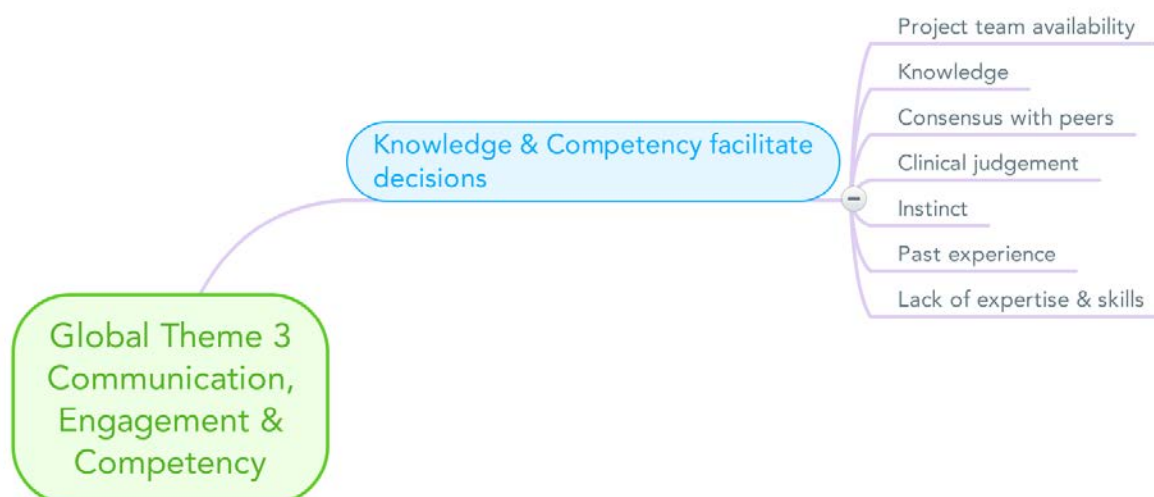 Project team availability
Knowledge
Consensus with peers
Clinical judgement
Instinct
Past experience
Lack of expertise & skills
Knowledge & Competency facilitate
decisions
Global Theme 3
Communication,
Engagement &
Competency